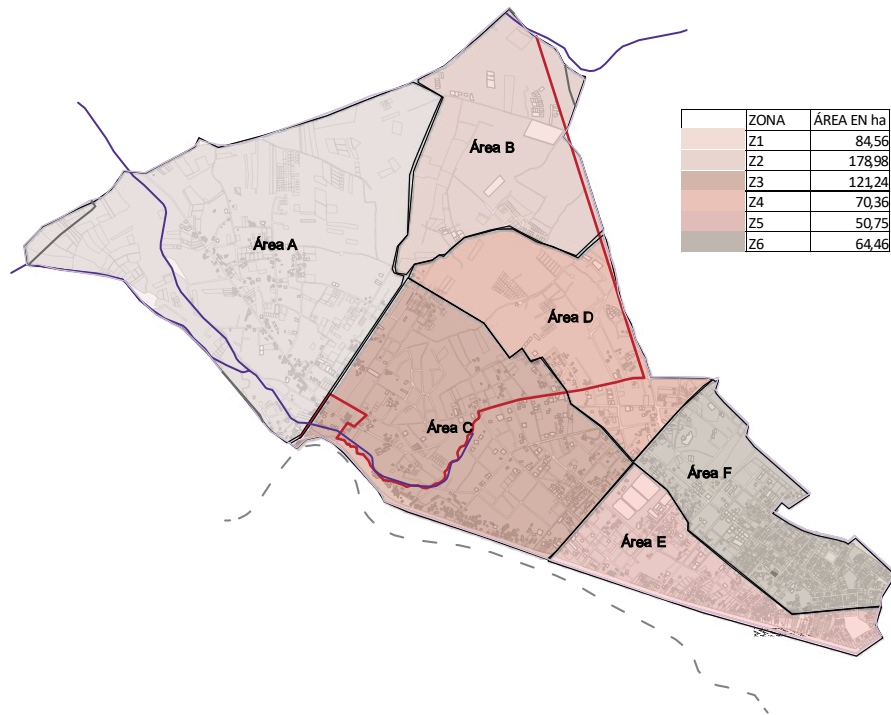 Área B
Área A
Área D
Área C
Área F
Área E
ZONA ÁREA EN ha
Z1 84,56
Z2 178,98
Z3 121,24
Z4 70,36
Z5 50,75
Z6 64,46